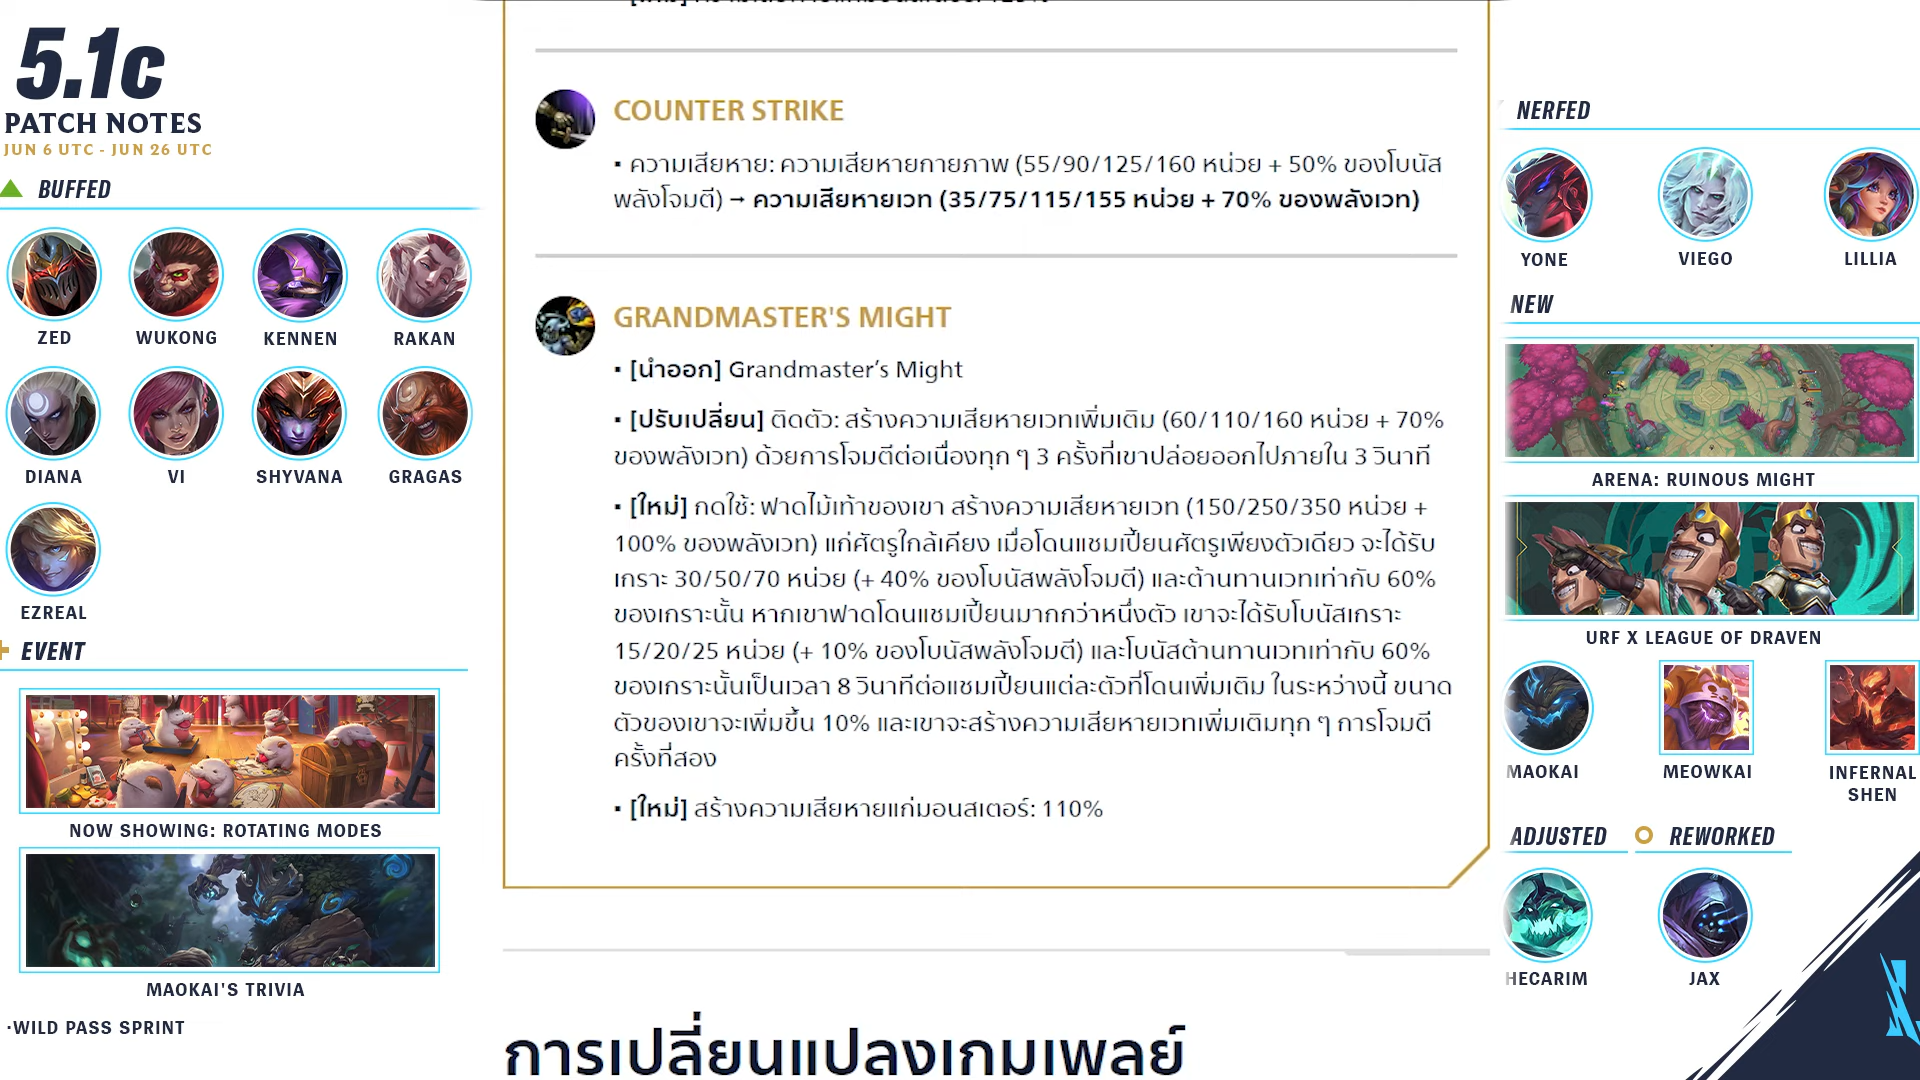 5.1c
PATCH NOTES
JUN 6 UTC - JUN 26 UTC
BUFFED
ZED
WUKONG
KENNEN
RAKAN
DIANA
VI
SHYVANA
GRAGAS
EZREAL
EVENT
NOW SHOWING: ROTATING MODES
MAOKAI'S TRIVIA
·WILD PASS SPRINT
COUNTER STRIKE
▪ ความเสียหาย: ความเสียหายกายภาพ (55/90/125/160 หน่วย + 50% ของโบนัส
พลังโจมตี) → ความเสียหายเวท (35/75/115/155 หน่วย + 70% ของพลังเวท)
GRANDMASTER'S MIGHT
▪ [นำออก] Grandmaster’s Might
▪ [ปรับเปลี่ยน] ติดตัว: สร้างความเสียหายเวทเพิ่มเติม (60/110/160 หน่วย + 70%
ของพลังเวท) ด้วยการโจมตีต่อเนื่องทุก ๆ 3 ครั้งที่เขาปล่อยออกไปภายใน 3 วินาที
▪ [ใหม่] กดใช้: ฟาดไม้เท้าของเขา สร้างความเสียหายเวท (150/250/350 หน่วย +
100% ของพลังเวท) แก่ศัตรูใกล้เคียง เมื่อโดนแชมเปี้ยนศัตรูเพียงตัวเดียว จะได้รับ
เกราะ 30/50/70 หน่วย (+ 40% ของโบนัสพลังโจมตี) และต้านทานเวทเท่ากับ 60%
ของเกราะนั้น หากเขาฟาดโดนแชมเปี้ยนมากกว่าหนึ่งตัว เขาจะได้รับโบนัสเกราะ
15/20/25 หน่วย (+ 10% ของโบนัสพลังโจมตี) และโบนัสต้านทานเวทเท่ากับ 60%
ของเกราะนั้นเป็นเวลา 8 วินาทีต่อแชมเปี้ยนแต่ละตัวที่โดนเพิ่มเติม ในระหว่างนี้ ขนาด
ตัวของเขาจะเพิ่มขึ้น 10% และเขาจะสร้างความเสียหายเวทเพิ่มเติมทุก ๆ การโจมตี
ครั้งที่สอง
▪ [ใหม่] สร้างความเสียหายแก่มอนสเตอร์: 110%
การเปลี่ยนแปลงเกมเพลย์
NERFED
YONE
VIEGO
LILLIA
NEW
ARENA: RUINOUS MIGHT
URF X LEAGUE OF DRAVEN
MAOKAI
MEOWKAI
INFERNAL
SHEN
ADJUSTED
REWORKED
HECARIM
JAX